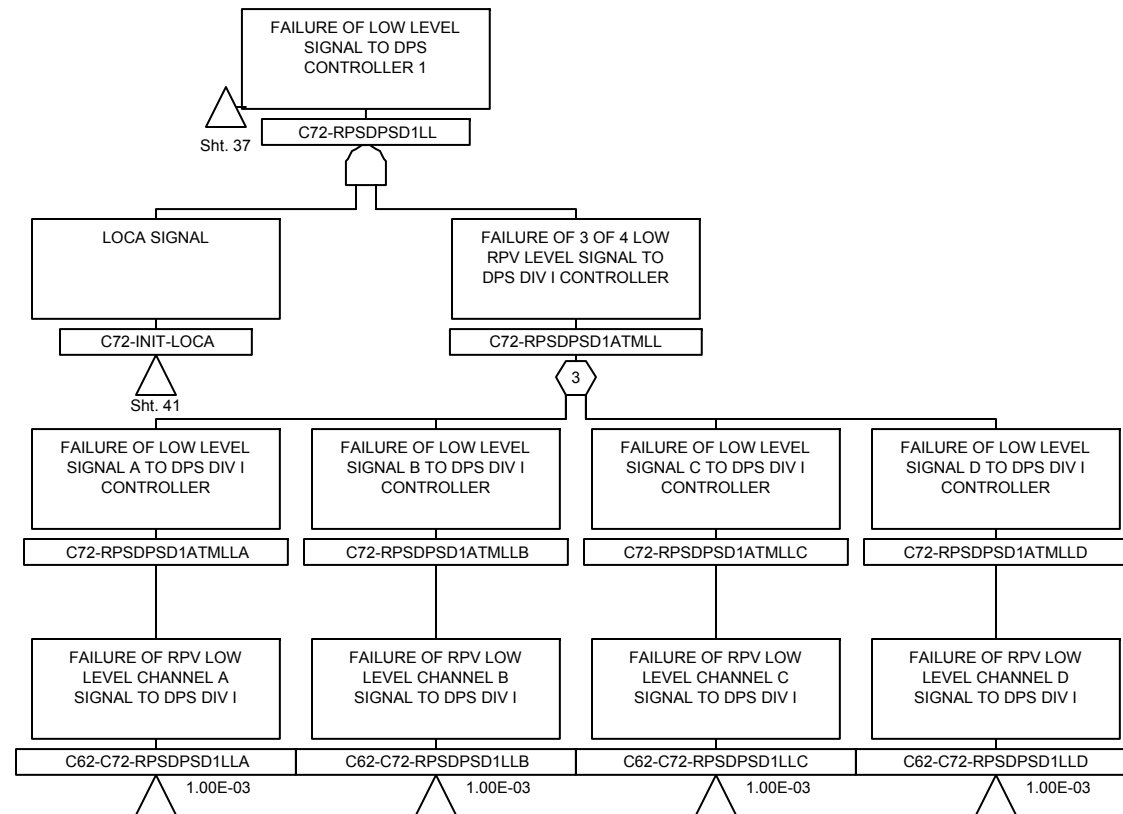 FAILURE OF LOW LEVEL
SIGNAL TO DPS
CONTROLLER 1
Sht. 37
C72-RPSDPSD1LL
LOCA SIGNAL
C72-INIT-LOCA
Sht. 41
FAILURE OF 3 OF 4 LOW
RPV LEVEL SIGNAL TO
DPS DIV I CONTROLLER
C72-RPSDPSD1ATMLL
3
FAILURE OF LOW LEVEL
SIGNAL A TO DPS DIV I
CONTROLLER
C72-RPSDPSD1ATMLLA
FAILURE OF LOW LEVEL
SIGNAL B TO DPS DIV I
CONTROLLER
C72-RPSDPSD1ATMLLB
FAILURE OF LOW LEVEL
SIGNAL C TO DPS DIV I
CONTROLLER
C72-RPSDPSD1ATMLLC
FAILURE OF LOW LEVEL
SIGNAL D TO DPS DIV I
CONTROLLER
C72-RPSDPSD1ATMLLD
FAILURE OF RPV LOW
LEVEL CHANNEL A
SIGNAL TO DPS DIV I
C62-C72-RPSDPSD1LLA
1.00E-03
FAILURE OF RPV LOW
LEVEL CHANNEL B
SIGNAL TO DPS DIV I
C62-C72-RPSDPSD1LLB
1.00E-03
FAILURE OF RPV LOW
LEVEL CHANNEL C
SIGNAL TO DPS DIV I
C62-C72-RPSDPSD1LLC
1.00E-03
FAILURE OF RPV LOW
LEVEL CHANNEL D
SIGNAL TO DPS DIV I
C62-C72-RPSDPSD1LLD
1.00E-03